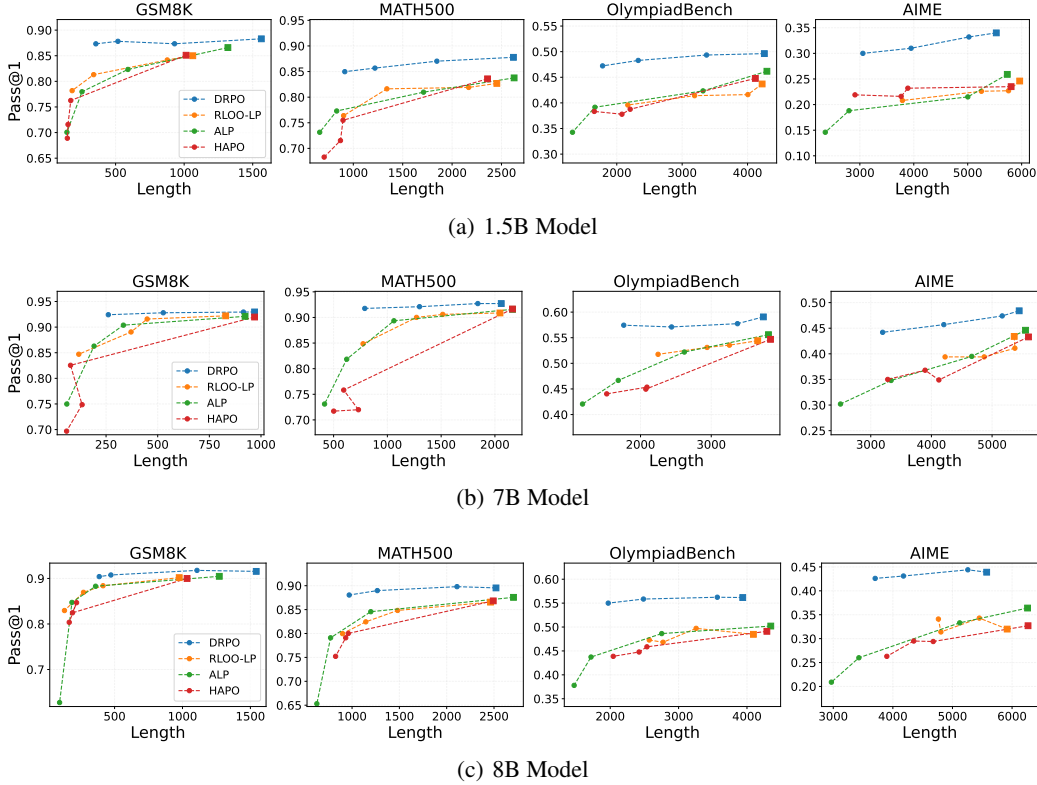 GSM8K MATH500 OlympiadBench AIME
0.90 0.90 0.55 0.35
0.85 0.85 0.50 0.30
0.80 0.80 0.45 0.25
0.75 0.75 0.40 0.20
0.70 0.70 0.35 0.15
0.65 0.30 0.10
Pass@1
DRPO
RLOO-LP
ALP
HAPO
500 1000 1500 1000 1500 2000 2500 1000 2000 3000 4000 3000 4000 5000 6000
Length Length Length Length
(a) 1.5B Model
GSM8K MATH500 OlympiadBench AIME
0.95 0.95 0.60 0.50
0.90 0.90 0.55 0.45
0.85 0.85 0.50 0.40
0.80 0.80 0.45 0.35
0.75 0.75 0.40 0.30
0.70 0.70 0.25
Pass@1
DRPO
RLOO-LP
ALP
HAPO
250 500 750 1000 500 1000 1500 2000 2000 3000 3000 4000 5000
Length Length Length Length
(b) 7B Model
GSM8K MATH500 OlympiadBench AIME
0.9 0.90 0.60 0.45
0.8 0.85 0.55 0.40
0.7 0.80 0.50 0.35
0.75 0.45 0.30
0.70 0.40 0.25
0.65 0.35 0.20
Pass@1
DRPO
RLOO-LP
ALP
HAPO
500 1000 1500 1000 1500 2000 2500 2000 3000 4000 3000 4000 5000 6000
Length Length Length Length
(c) 8B Model